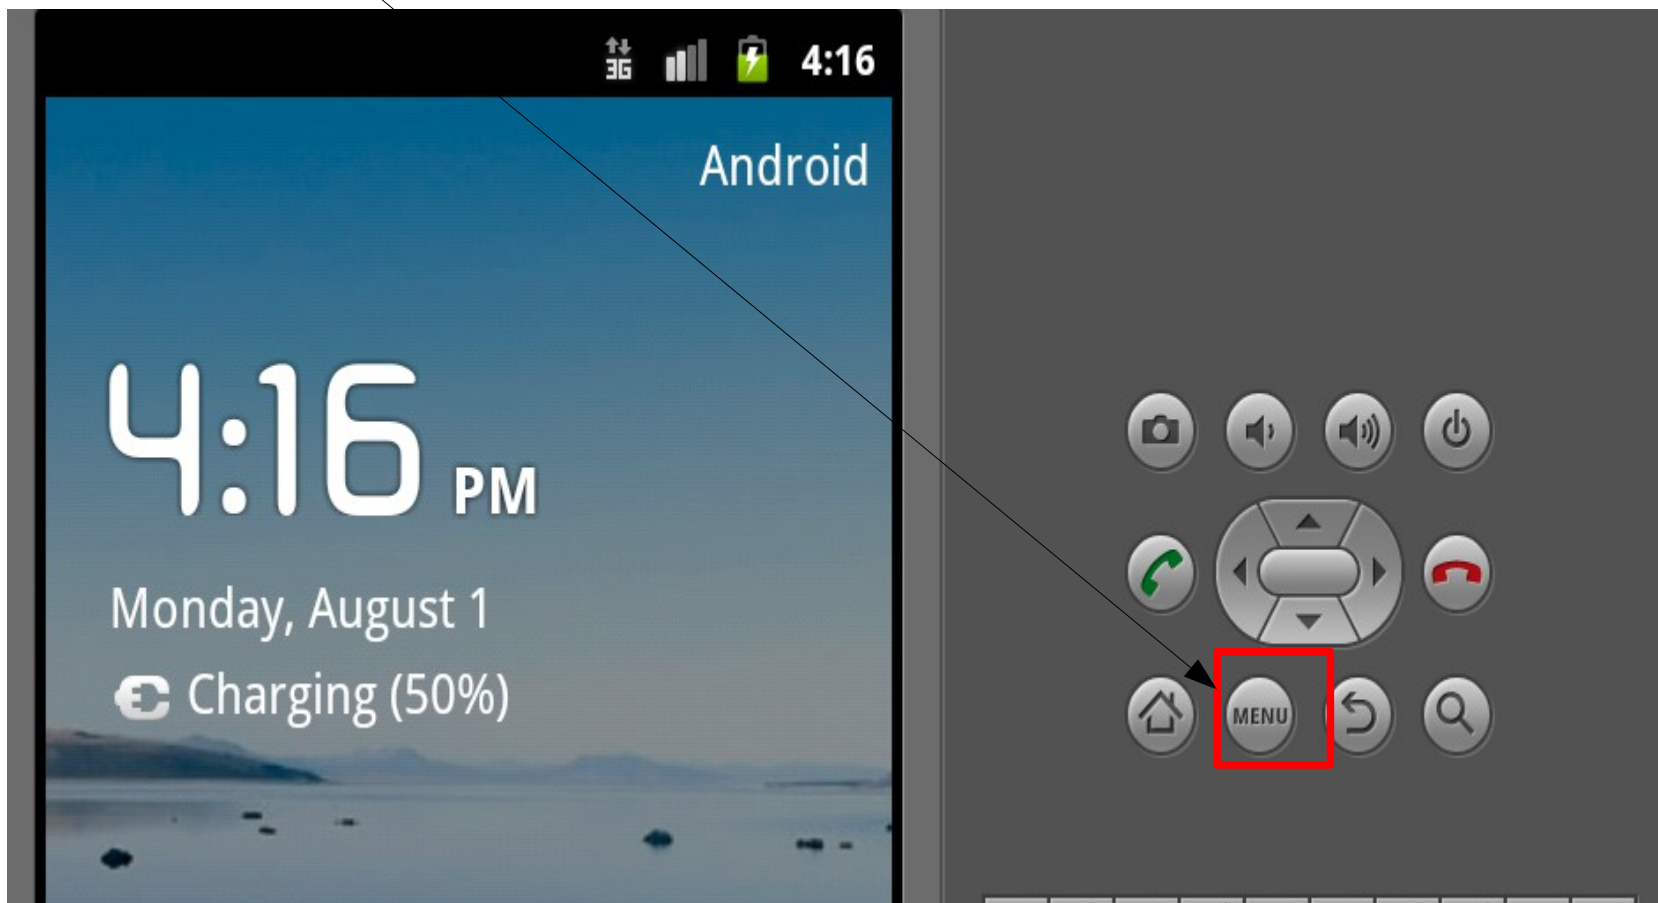 3G 4:16
Android
4:16 PM
Monday, August 1
Charging (50%)
MENU